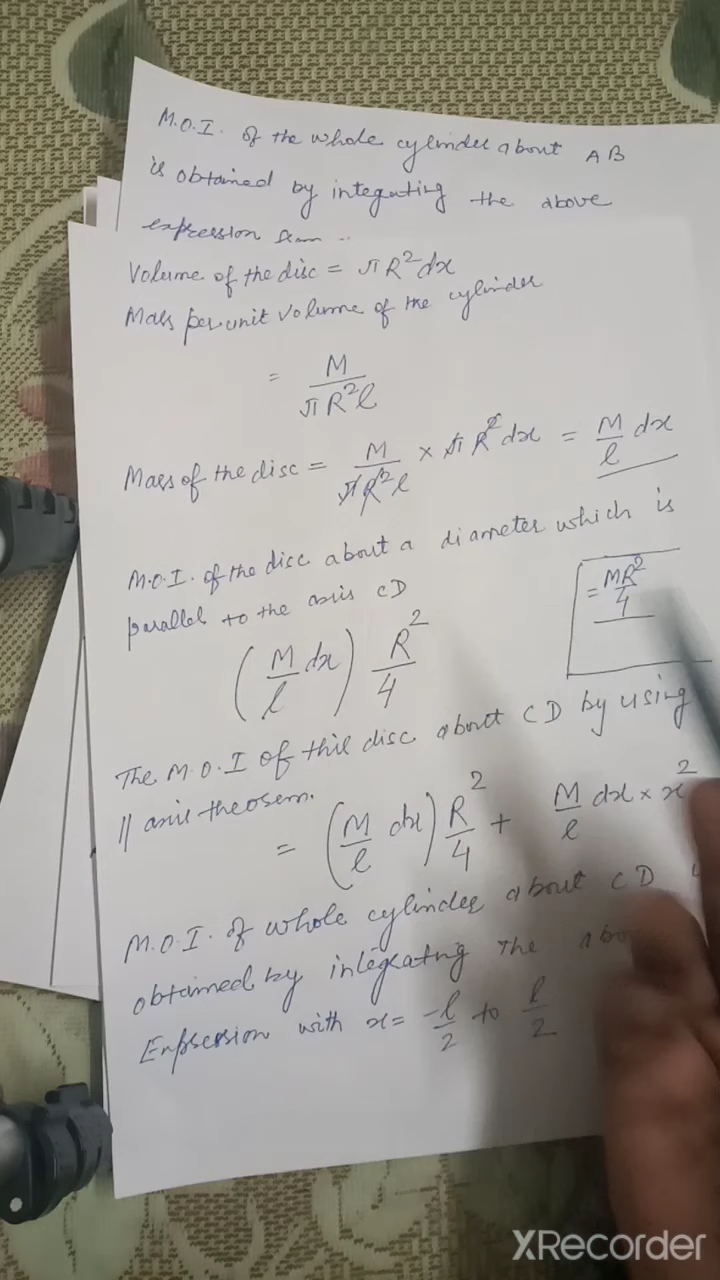 M.O.I. of the whole cylinder about AB
is obtained by integrating the above
expression
Volume of the disc = πR²dx
Mass per unit volume of the cylinder
= M/πR²l
Mass of the disc = M/πR²l × πR²dx = M/l dx
M.O.I. of the disc about a diameter which is
parallel to the axis CD
= MR²/4
(M/l dx) R²/4
The M.O.I of this disc about CD by using
|| axis theorem.
= (M/l dx) R²/4 + M/l dx × x²
M.O.I. of whole cylinder about CD
obtained by integrating The
Expression with x = -l/2 to l/2
XRecorder